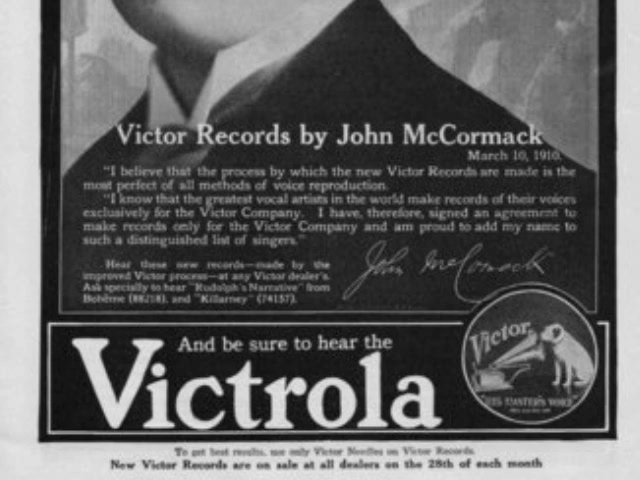 Victor Records by John McCormack
March 10, 1910.
"I believe that the process by which the new Victor Records are made is the
most perfect of all methods of voice reproduction.
"I know that the greatest vocal artists in the world make records of their voices
exclusively for the Victor Company. I have, therefore, signed an agreement to
make records only for the Victor Company and am proud to add my name to
such a distinguished list of singers."
John McCormack
Hear these new records—made by the
improved Victor process—at any Victor dealer's.
Ask specially to hear "Rudolph's Narrative" from
Bohème (88218), and "Killarney" (74157).
And be sure to hear the
Victrola
Victor
"HIS MASTER'S VOICE"
To get best results, use only Victor Needles on Victor Records.
New Victor Records are on sale at all dealers on the 28th of each month